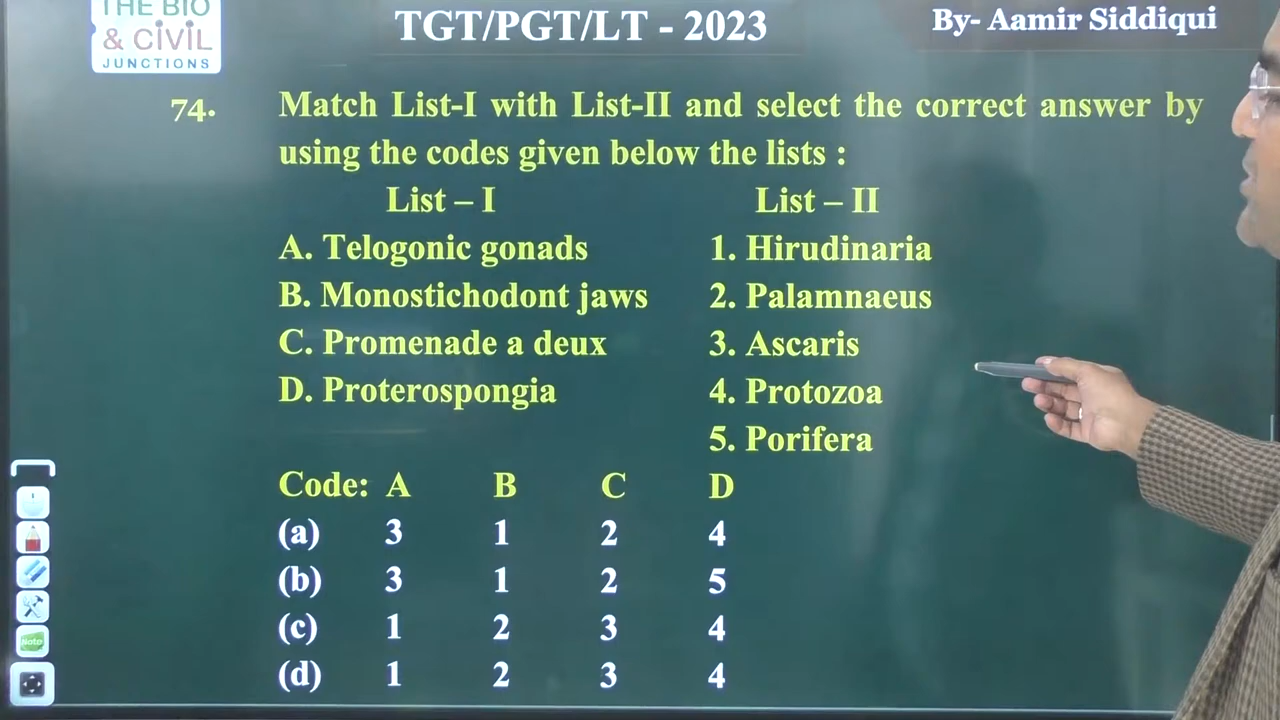 THE BIO
& CIVIL
JUNCTIONS
TGT/PGT/LT - 2023
By- Aamir Siddiqui
74. Match List-I with List-II and select the correct answer by
using the codes given below the lists :
List – I List – II
A. Telogonic gonads 1. Hirudinaria
B. Monostichodont jaws 2. Palamnaeus
C. Promenade a deux 3. Ascaris
D. Proterospongia 4. Protozoa
5. Porifera
Code: A B C D
(a) 3 1 2 4
(b) 3 1 2 5
(c) 1 2 3 4
(d) 1 2 3 4
Note